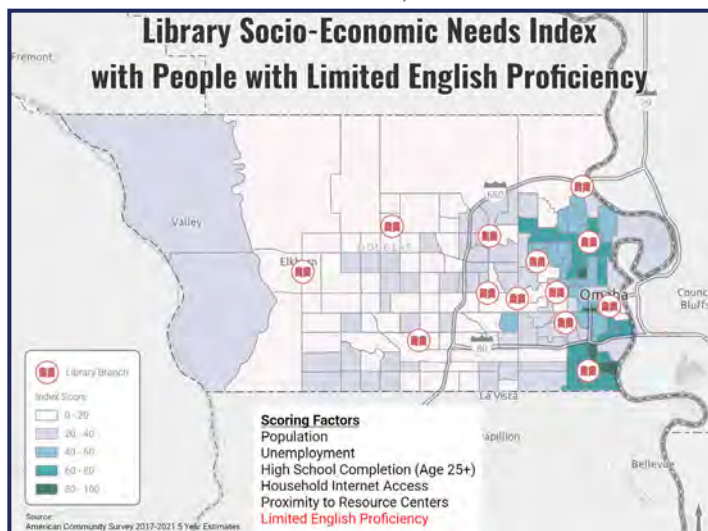 Library Socio-Economic Needs Index
with People with Limited English Proficiency
Fremont
29
680
Valley
DOUGLAS
Elkhorn
Omaha
Council
Bluffs
80
La Vista
Papillion
Bellevue
Library Branch
Index Score
0 - 20
20 - 40
40 - 60
60 - 80
80 - 100
Scoring Factors
Population
Unemployment
High School Completion (Age 25+)
Household Internet Access
Proximity to Resource Centers
Limited English Proficiency
Source:
American Community Survey 2017-2021 5 Year Estimates